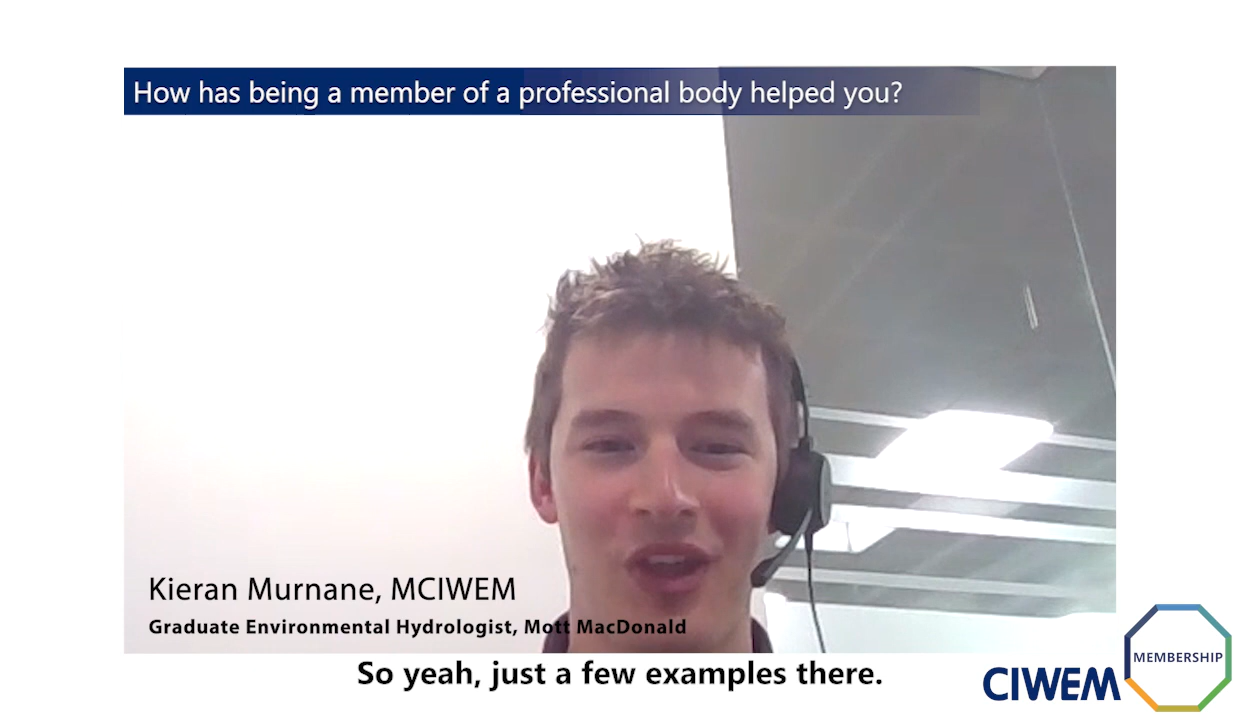 How has being a member of a professional body helped you?
Kieran Murnane, MCIWEM
Graduate Environmental Hydrologist, Mott MacDonald
So yeah, just a few examples there.
CIWEM
MEMBERSHIP